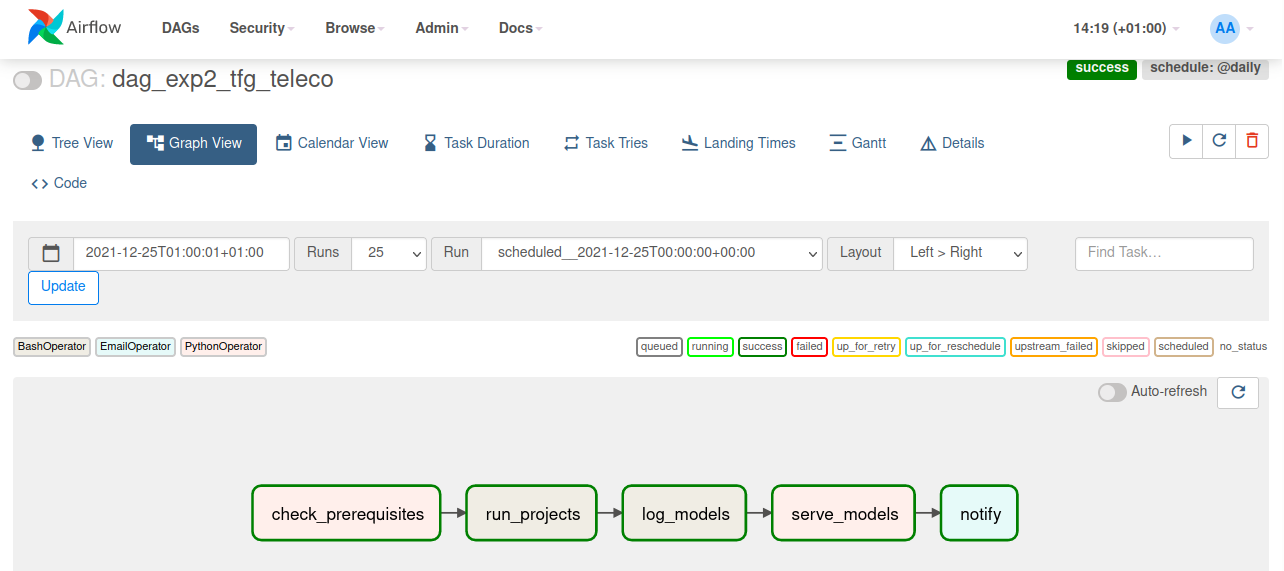 Airflow DAGs Security Browse Admin Docs 14:19 (+01:00) AA
DAG: dag_exp2_tfg_teleco success schedule: @daily
Tree View Graph View Calendar View Task Duration Task Tries Landing Times Gantt Details
Code
2021-12-25T01:00:01+01:00 Runs 25 Run scheduled__2021-12-25T00:00:00+00:00 Layout Left > Right Find Task...
Update
BashOperator EmailOperator PythonOperator queued running success failed up_for_retry up_for_reschedule upstream_failed skipped scheduled no_status
Auto-refresh
check_prerequisites run_projects log_models serve_models notify